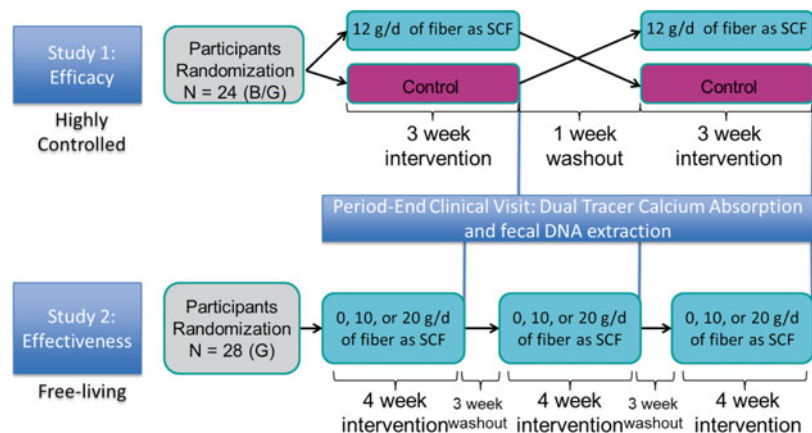 Study 1:
Efficacy
Highly
Controlled
Participants
Randomization
N = 24 (B/G)
12 g/d of fiber as SCF
Control
12 g/d of fiber as SCF
Control
3 week
intervention
1 week
washout
3 week
intervention
Period-End Clinical Visit: Dual Tracer Calcium Absorption
and fecal DNA extraction
Study 2:
Effectiveness
Free-living
Participants
Randomization
N = 28 (G)
0, 10, or 20 g/d
of fiber as SCF
0, 10, or 20 g/d
of fiber as SCF
0, 10, or 20 g/d
of fiber as SCF
4 week
intervention
3 week
washout
4 week
intervention
3 week
washout
4 week
intervention